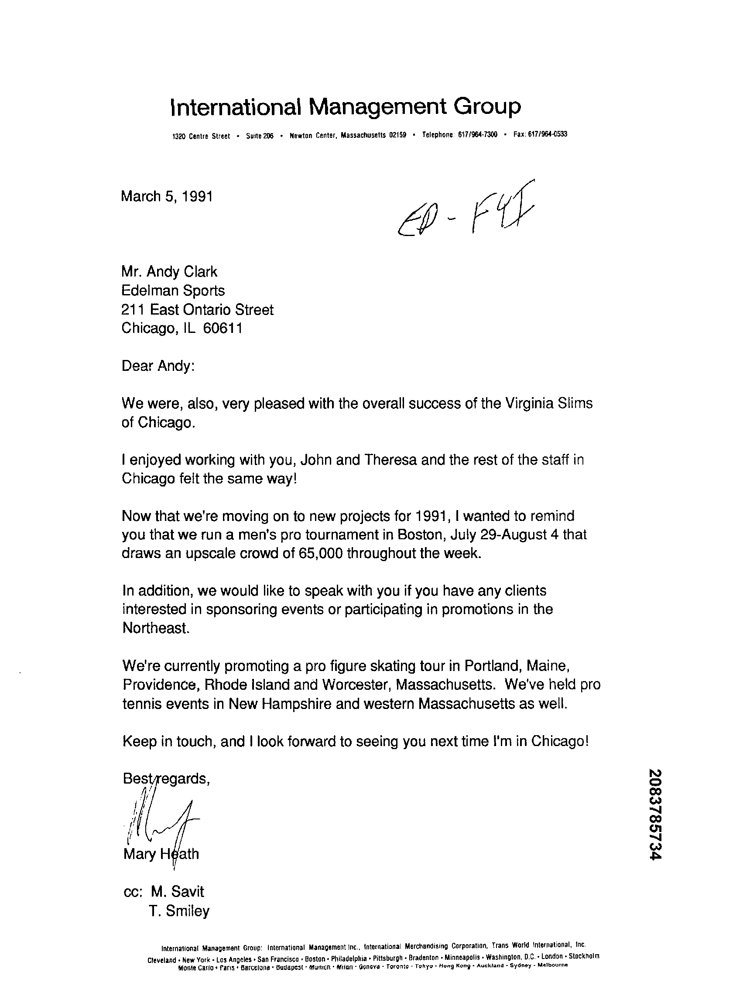 International Management Group
1320 Centre Street • Suite 206 • Newton Center, Massachusetts 02159 • Telephone 617/964-7300 • Fax: 617/964-0533
March 5, 1991
ED - FYI
Mr. Andy Clark
Edelman Sports
211 East Ontario Street
Chicago, IL 60611
Dear Andy:
We were, also, very pleased with the overall success of the Virginia Slims
of Chicago.
I enjoyed working with you, John and Theresa and the rest of the staff in
Chicago felt the same way!
Now that we're moving on to new projects for 1991, I wanted to remind
you that we run a men's pro tournament in Boston, July 29-August 4 that
draws an upscale crowd of 65,000 throughout the week.
In addition, we would like to speak with you if you have any clients
interested in sponsoring events or participating in promotions in the
Northeast.
We're currently promoting a pro figure skating tour in Portland, Maine,
Providence, Rhode Island and Worcester, Massachusetts. We've held pro
tennis events in New Hampshire and western Massachusetts as well.
Keep in touch, and I look forward to seeing you next time I'm in Chicago!
Best regards,
Mary Heath
cc: M. Savit
T. Smiley
2083785734
International Management Group: International Management Inc., International Merchandising Corporation, Trans World International, Inc.
Cleveland • New York • Los Angeles • San Francisco • Boston • Philadelphia • Pittsburgh • Bradenton • Minneapolis • Washington, D.C. • London • Stockholm
Monte Carlo • Paris • Barcelona • Budapest • Munich • Milan • Geneva • Toronto • Tokyo • Hong Kong • Auckland • Sydney • Melbourne